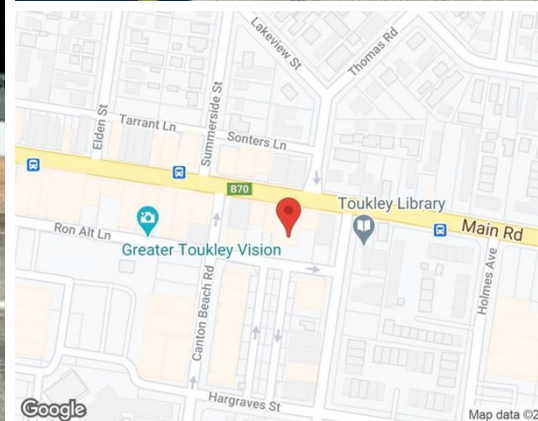 Lakeview St
Thomas Rd
Elden St
Summerside St
Tarrant Ln
Sonters Ln
B70
Toukley Library
Main Rd
Ron Alt Ln
Greater Toukley Vision
Canton Beach Rd
Holmes Ave
Hargraves St
Google
Map data ©2